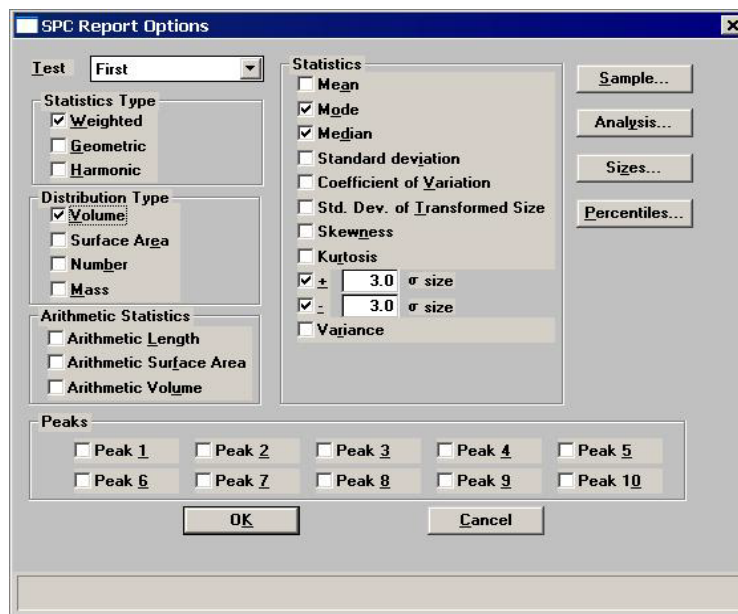 SPC Report Options
Test First
Statistics Type
Weighted
Geometric
Harmonic
Distribution Type
Volume
Surface Area
Number
Mass
Arithmetic Statistics
Arithmetic Length
Arithmetic Surface Area
Arithmetic Volume
Statistics
Mean
Mode
Median
Standard deviation
Coefficient of Variation
Std. Dev. of Transformed Size
Skewness
Kurtosis
+ 3.0 σ size
- 3.0 σ size
Variance
Sample...
Analysis...
Sizes...
Percentiles...
Peaks
Peak 1 Peak 2 Peak 3 Peak 4 Peak 5
Peak 6 Peak 7 Peak 8 Peak 9 Peak 10
OK Cancel